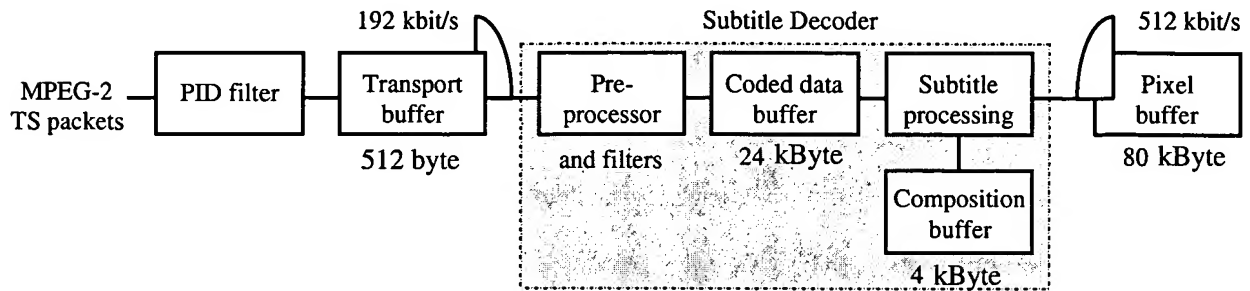 192 kbit/s
Subtitle Decoder
512 kbit/s
MPEG-2
TS packets
PID filter
Transport
buffer
512 byte
Pre-
processor
and filters
Coded data
buffer
24 kByte
Subtitle
processing
Composition
buffer
4 kByte
Pixel
buffer
80 kByte